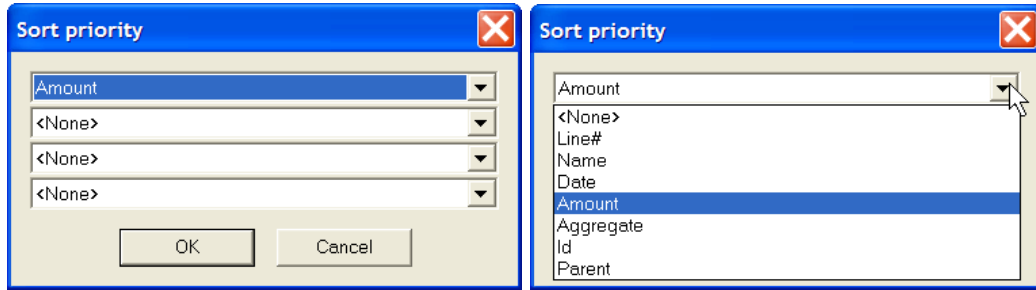 Sort priority
Amount
<None>
<None>
<None>
OK
Cancel
Sort priority
Amount
<None>
Line#
Name
Date
Amount
Aggregate
Id
Parent